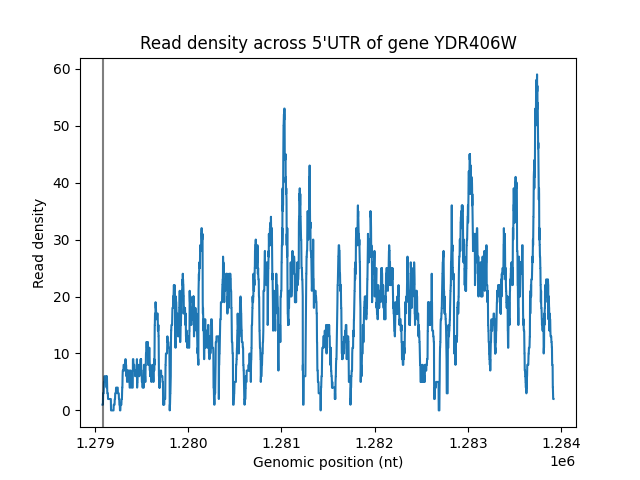 Read density across 5'UTR of gene YDR406W
60
50
40
30
20
10
0
Read density
1.279 1.280 1.281 1.282 1.283 1.284
1e6
Genomic position (nt)